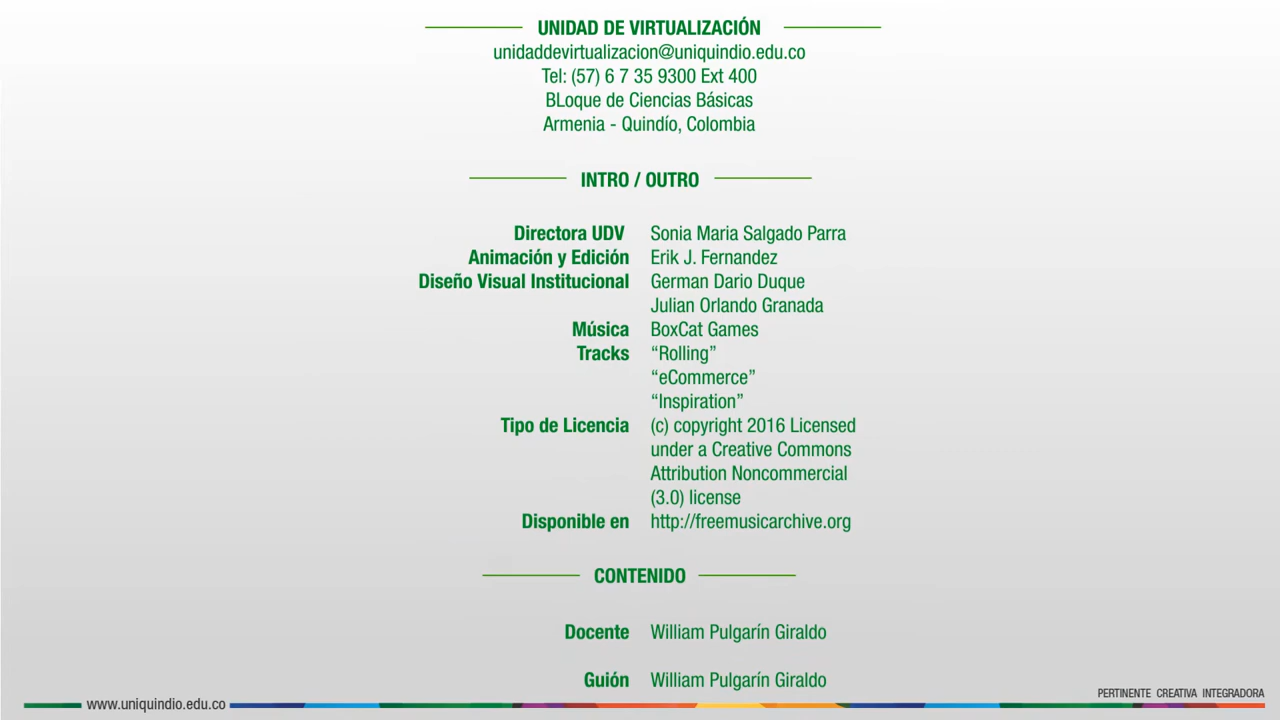 UNIDAD DE VIRTUALIZACIÓN
unidaddevirtualizacion@uniquindio.edu.co
Tel: (57) 6 7 35 9300 Ext 400
BLoque de Ciencias Básicas
Armenia - Quindío, Colombia
INTRO / OUTRO
Directora UDV Sonia Maria Salgado Parra
Animación y Edición Erik J. Fernandez
Diseño Visual Institucional German Dario Duque
Julian Orlando Granada
Música BoxCat Games
Tracks “Rolling”
“eCommerce”
“Inspiration”
Tipo de Licencia (c) copyright 2016 Licensed
under a Creative Commons
Attribution Noncommercial
(3.0) license
Disponible en http://freemusicarchive.org
CONTENIDO
Docente William Pulgarín Giraldo
Guión William Pulgarín Giraldo
PERTINENTE CREATIVA INTEGRADORA
www.uniquindio.edu.co